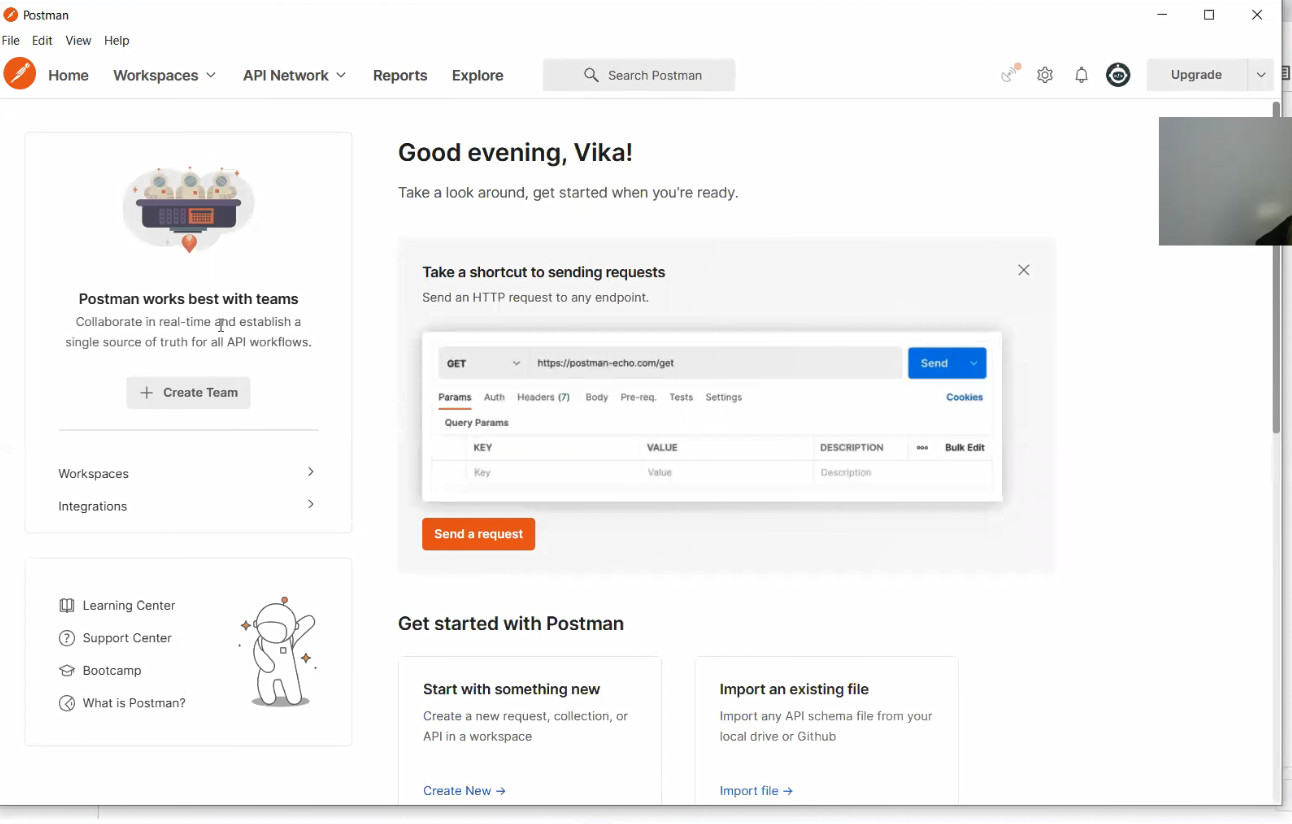 Postman
File Edit View Help
Home Workspaces API Network Reports Explore Search Postman Upgrade
Postman works best with teams
Collaborate in real-time and establish a
single source of truth for all API workflows.
+ Create Team
Workspaces
Integrations
Learning Center
Support Center
Bootcamp
What is Postman?
Good evening, Vika!
Take a look around, get started when you're ready.
Take a shortcut to sending requests
Send an HTTP request to any endpoint.
GET https://postman-echo.com/get Send
Params Auth Headers (7) Body Pre-req. Tests Settings Cookies
Query Params
KEY VALUE DESCRIPTION Bulk Edit
Key Value Description
Send a request
Get started with Postman
Start with something new
Create a new request, collection, or
API in a workspace
Create New →
Import an existing file
Import any API schema file from your
local drive or Github
Import file →